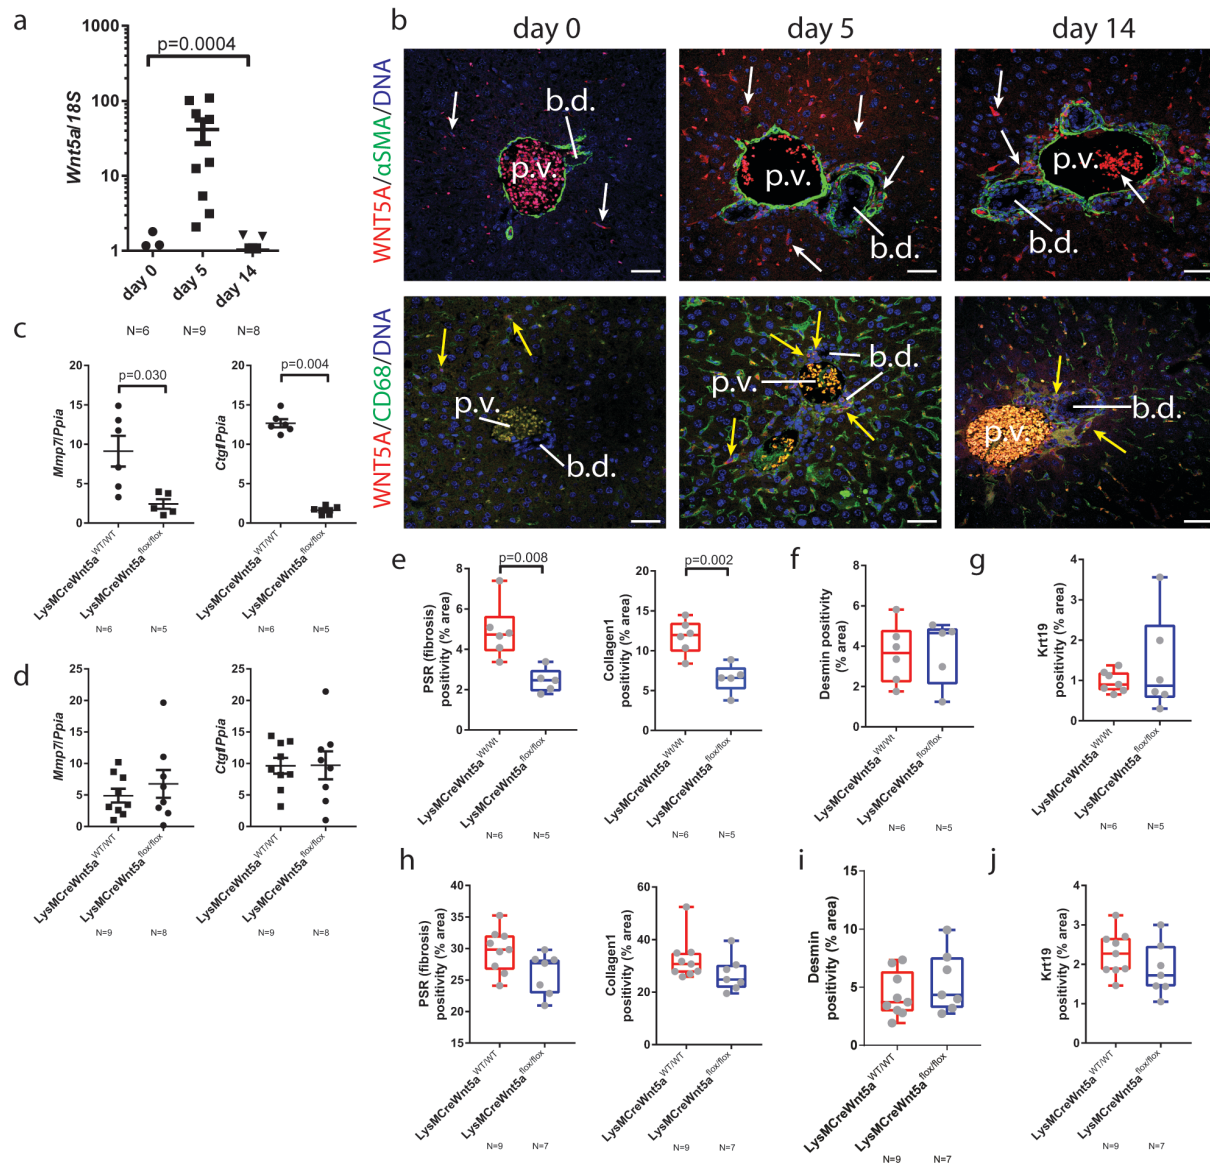 a
1000
100
10
1
Wnt5a/18S
p=0.0004
day 0
day 5
day 14
N=6
N=9
N=8
b
day 0
day 5
day 14
WNT5A/αSMA/DNA
b.d.
p.v.
p.v.
b.d.
p.v.
b.d.
WNT5A/CD68/DNA
p.v.
b.d.
b.d.
p.v.
p.v.
b.d.
c
20
15
10
5
0
Mmp7/Ppia
p=0.030
LysMCreWnt5a WT/WT
LysMCreWnt5a flox/flox
N=6
N=5
20
15
10
5
0
Ctgf/Ppia
p=0.004
LysMCreWnt5a WT/WT
LysMCreWnt5a flox/flox
N=6
N=5
d
20
15
10
5
0
Mmp7/Ppia
LysMCreWnt5a WT/WT
LysMCreWnt5a flox/flox
N=9
N=8
20
15
10
5
0
Ctgf/Ppia
LysMCreWnt5a WT/WT
LysMCreWnt5a flox/flox
N=9
N=8
e
8
6
4
2
0
PSR (fibrosis)
positivity (% area)
p=0.008
LysMCreWnt5a Wt/Wt
LysMCreWnt5a flox/flox
N=6
N=5
20
15
10
5
0
Collagen1
positivity (% area)
p=0.002
LysMCreWnt5a Wt/Wt
LysMCreWnt5a flox/flox
N=6
N=5
f
8
6
4
2
0
Desmin positivity
(% area)
LysMCreWnt5a Wt/Wt
LysMCreWnt5a flox/flox
N=6
N=5
g
4
3
2
1
0
Krt19
positivity (% area)
LysMCreWnt5a Wt/Wt
LysMCreWnt5a flox/flox
N=6
N=5
h
40
35
30
25
20
15
PSR (fibrosis)
positivity (% area)
LysMCreWnt5a WT/WT
LysMCreWnt5a flox/flox
N=9
N=7
60
40
20
0
Collagen1
positivity (% area)
LysMCreWnt5a WT/WT
LysMCreWnt5a flox/flox
N=9
N=7
i
15
10
5
0
Desmin
positivity (% area)
LysMCreWnt5a WT/WT
LysMCreWnt5a flox/flox
N=9
N=7
j
4
3
2
1
0
Krt19
positivity (% area)
LysMCreWnt5a WT/WT
LysMCreWnt5a flox/flox
N=9
N=7